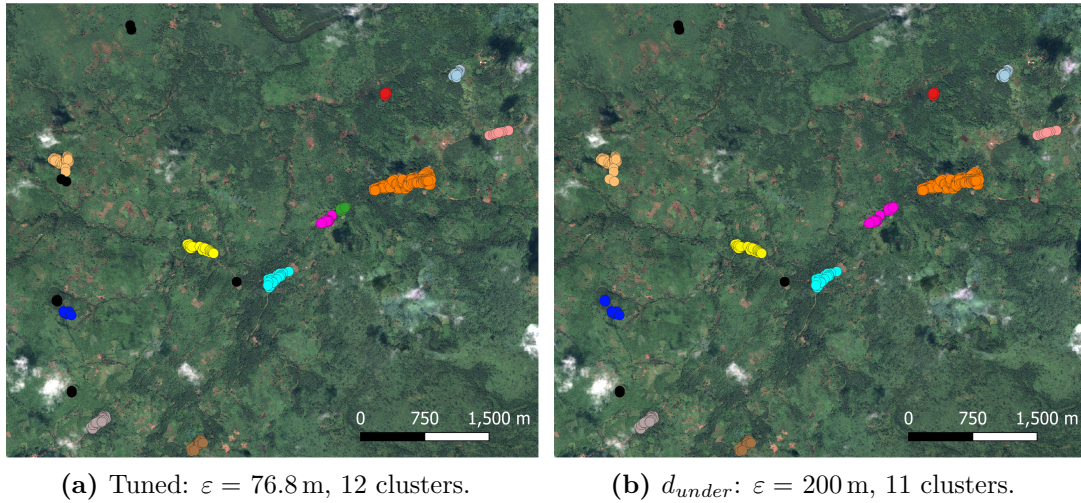 0 750 1,500 m
0 750 1,500 m
(a) Tuned: ε = 76.8 m, 12 clusters.
(b) d_under: ε = 200 m, 11 clusters.